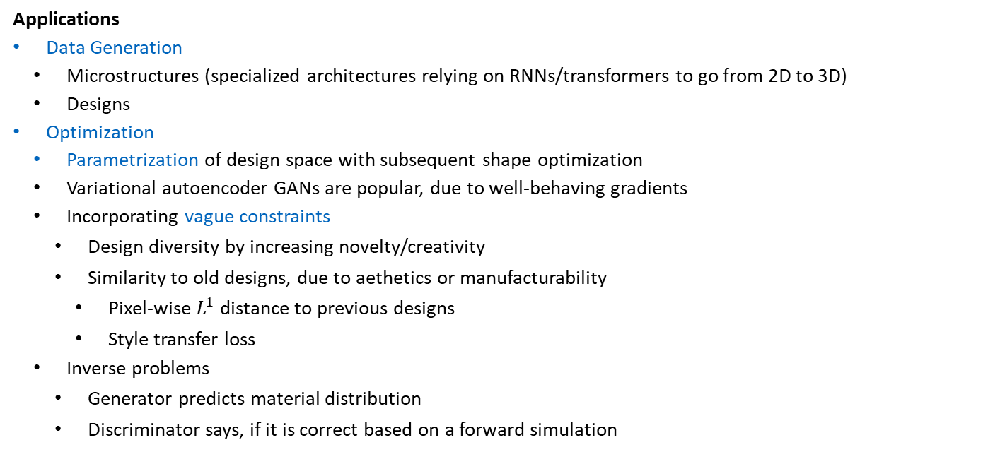 Applications
• Data Generation
• Microstructures (specialized architectures relying on RNNs/transformers to go from 2D to 3D)
• Designs
• Optimization
• Parametrization of design space with subsequent shape optimization
• Variational autoencoder GANs are popular, due to well-behaving gradients
• Incorporating vague constraints
• Design diversity by increasing novelty/creativity
• Similarity to old designs, due to aethetics or manufacturability
• Pixel-wise L¹ distance to previous designs
• Style transfer loss
• Inverse problems
• Generator predicts material distribution
• Discriminator says, if it is correct based on a forward simulation